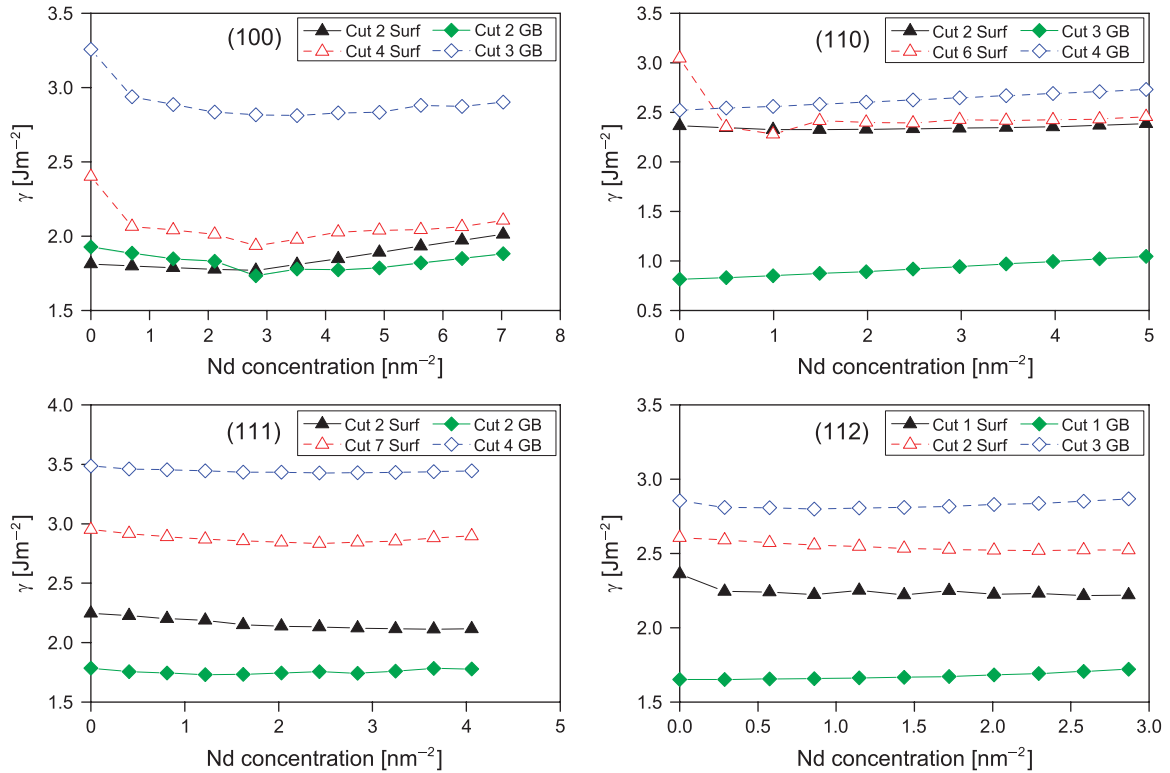 (100)
Cut 2 Surf Cut 2 GB
Cut 4 Surf Cut 3 GB
3.5
3.0
2.5
2.0
1.5
γ [Jm⁻²]
0 1 2 3 4 5 6 7 8
Nd concentration [nm⁻²]
(110)
Cut 2 Surf Cut 3 GB
Cut 6 Surf Cut 4 GB
3.5
3.0
2.5
2.0
1.0
0.5
γ [Jm⁻²]
0 1 2 3 4 5
Nd concentration [nm⁻²]
(111)
Cut 2 Surf Cut 2 GB
Cut 7 Surf Cut 4 GB
4.0
3.5
3.0
2.5
2.0
1.5
γ [Jm⁻²]
0 1 2 3 4 5
Nd concentration [nm⁻²]
(112)
Cut 1 Surf Cut 1 GB
Cut 2 Surf Cut 3 GB
3.5
3.0
2.5
2.0
1.5
γ [Jm⁻²]
0.0 0.5 1.0 1.5 2.0 2.5 3.0
Nd concentration [nm⁻²]